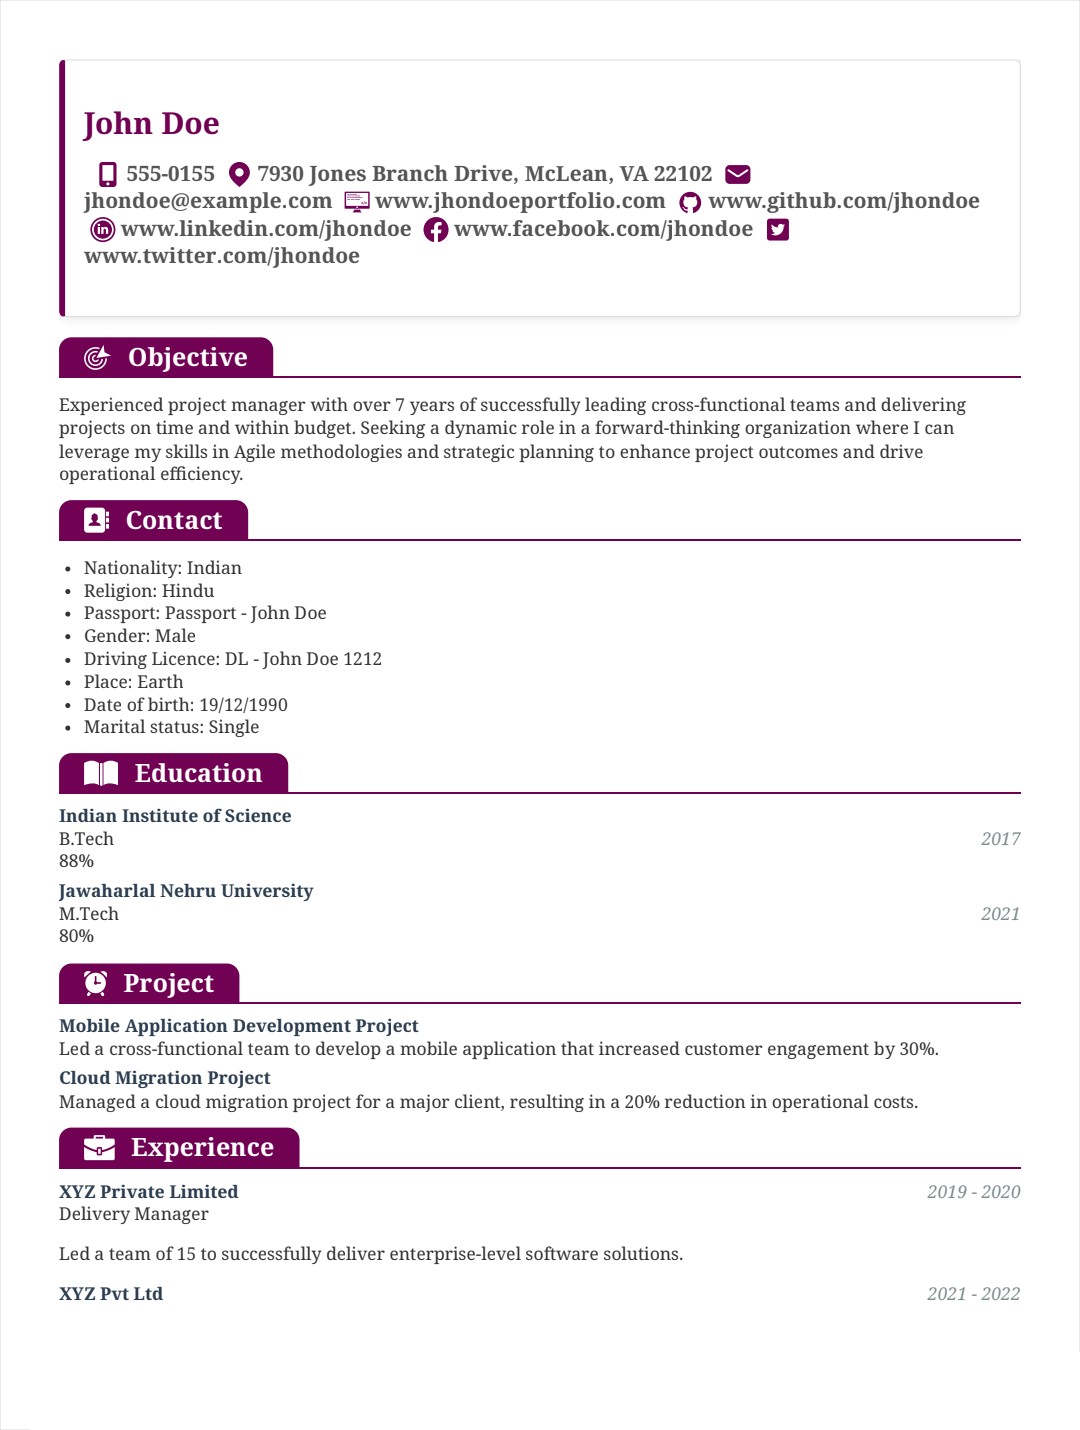 John Doe
555-0155 7930 Jones Branch Drive, McLean, VA 22102
jhondoe@example.com www.jhondoeportfolio.com www.github.com/jhondoe
www.linkedin.com/jhondoe www.facebook.com/jhondoe
www.twitter.com/jhondoe
Objective
Experienced project manager with over 7 years of successfully leading cross-functional teams and delivering
projects on time and within budget. Seeking a dynamic role in a forward-thinking organization where I can
leverage my skills in Agile methodologies and strategic planning to enhance project outcomes and drive
operational efficiency.
Contact
• Nationality: Indian
• Religion: Hindu
• Passport: Passport - John Doe
• Gender: Male
• Driving Licence: DL - John Doe 1212
• Place: Earth
• Date of birth: 19/12/1990
• Marital status: Single
Education
Indian Institute of Science
B.Tech 2017
88%
Jawaharlal Nehru University
M.Tech 2021
80%
Project
Mobile Application Development Project
Led a cross-functional team to develop a mobile application that increased customer engagement by 30%.
Cloud Migration Project
Managed a cloud migration project for a major client, resulting in a 20% reduction in operational costs.
Experience
XYZ Private Limited 2019 - 2020
Delivery Manager
Led a team of 15 to successfully deliver enterprise-level software solutions.
XYZ Pvt Ltd 2021 - 2022